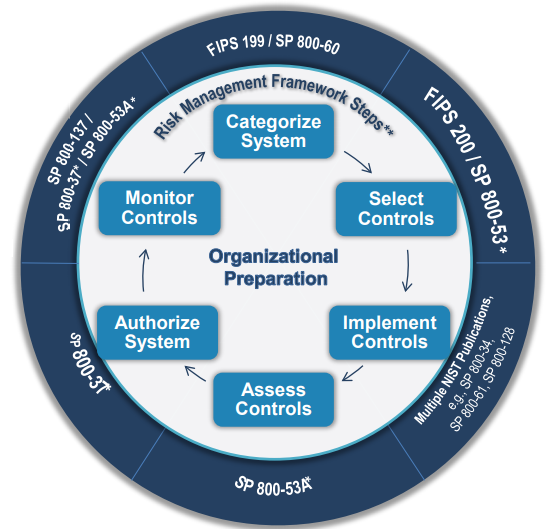 FIPS 199 / SP 800-60
FIPS 200 / SP 800-53 *
Multiple NIST Publications,
e.g., SP 800-34,
SP 800-61, SP 800-128
SP 800-53A*
SP 800-37*
SP 800-137 /
SP 800-37* / SP 800-53A*
Risk Management Framework Steps**
Categorize
System
Select
Controls
Implement
Controls
Assess
Controls
Authorize
System
Monitor
Controls
Organizational
Preparation